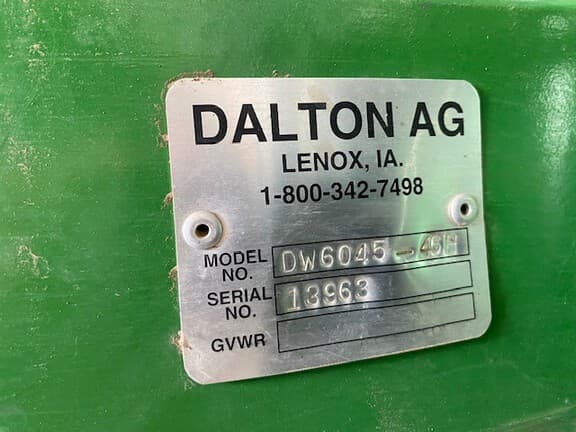 DALTON AG
LENOX, IA.
1-800-342-7498
MODEL NO. DW6045-45H
SERIAL NO. 13963
GVWR